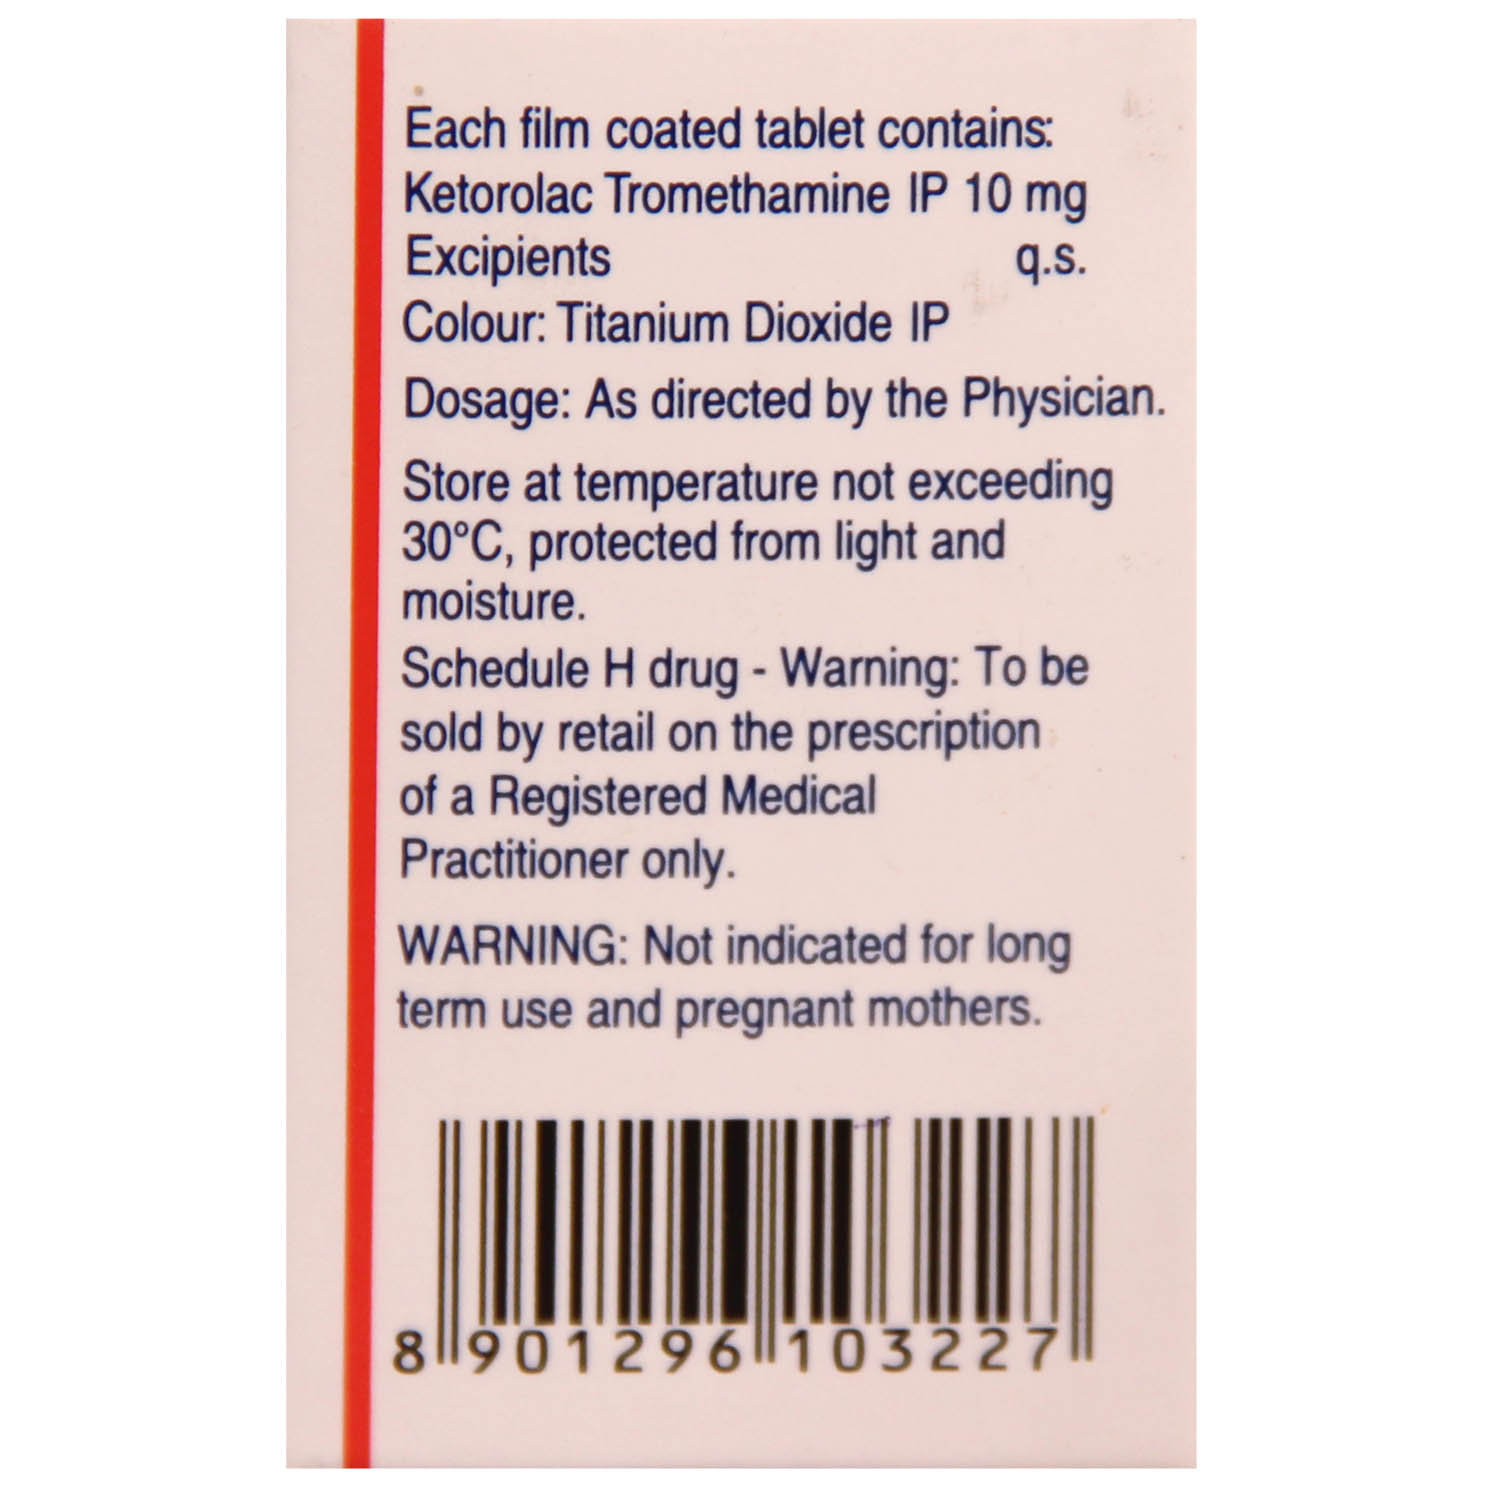 Each film coated tablet contains:
Ketorolac Tromethamine IP 10 mg
Excipients q.s.
Colour: Titanium Dioxide IP
Dosage: As directed by the Physician.
Store at temperature not exceeding
30°C, protected from light and
moisture.
Schedule H drug - Warning: To be
sold by retail on the prescription
of a Registered Medical
Practitioner only.
WARNING: Not indicated for long
term use and pregnant mothers.
8 901296 103227